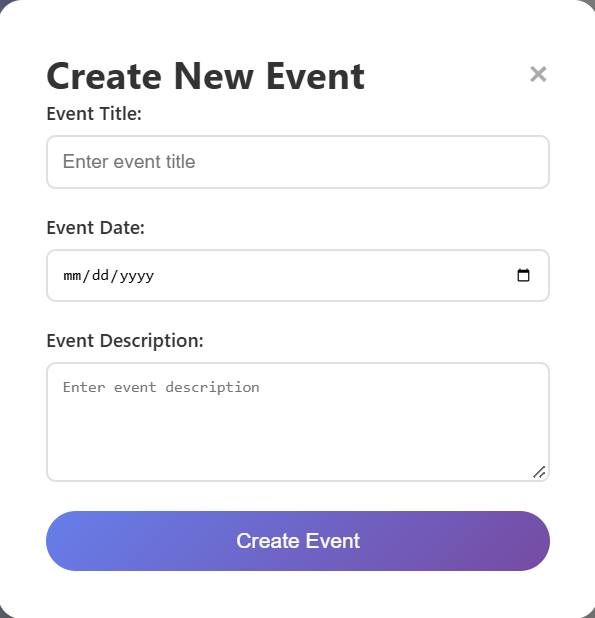 Create New Event ×
Event Title:
Enter event title
Event Date:
mm/dd/yyyy
Event Description:
Enter event description
Create Event